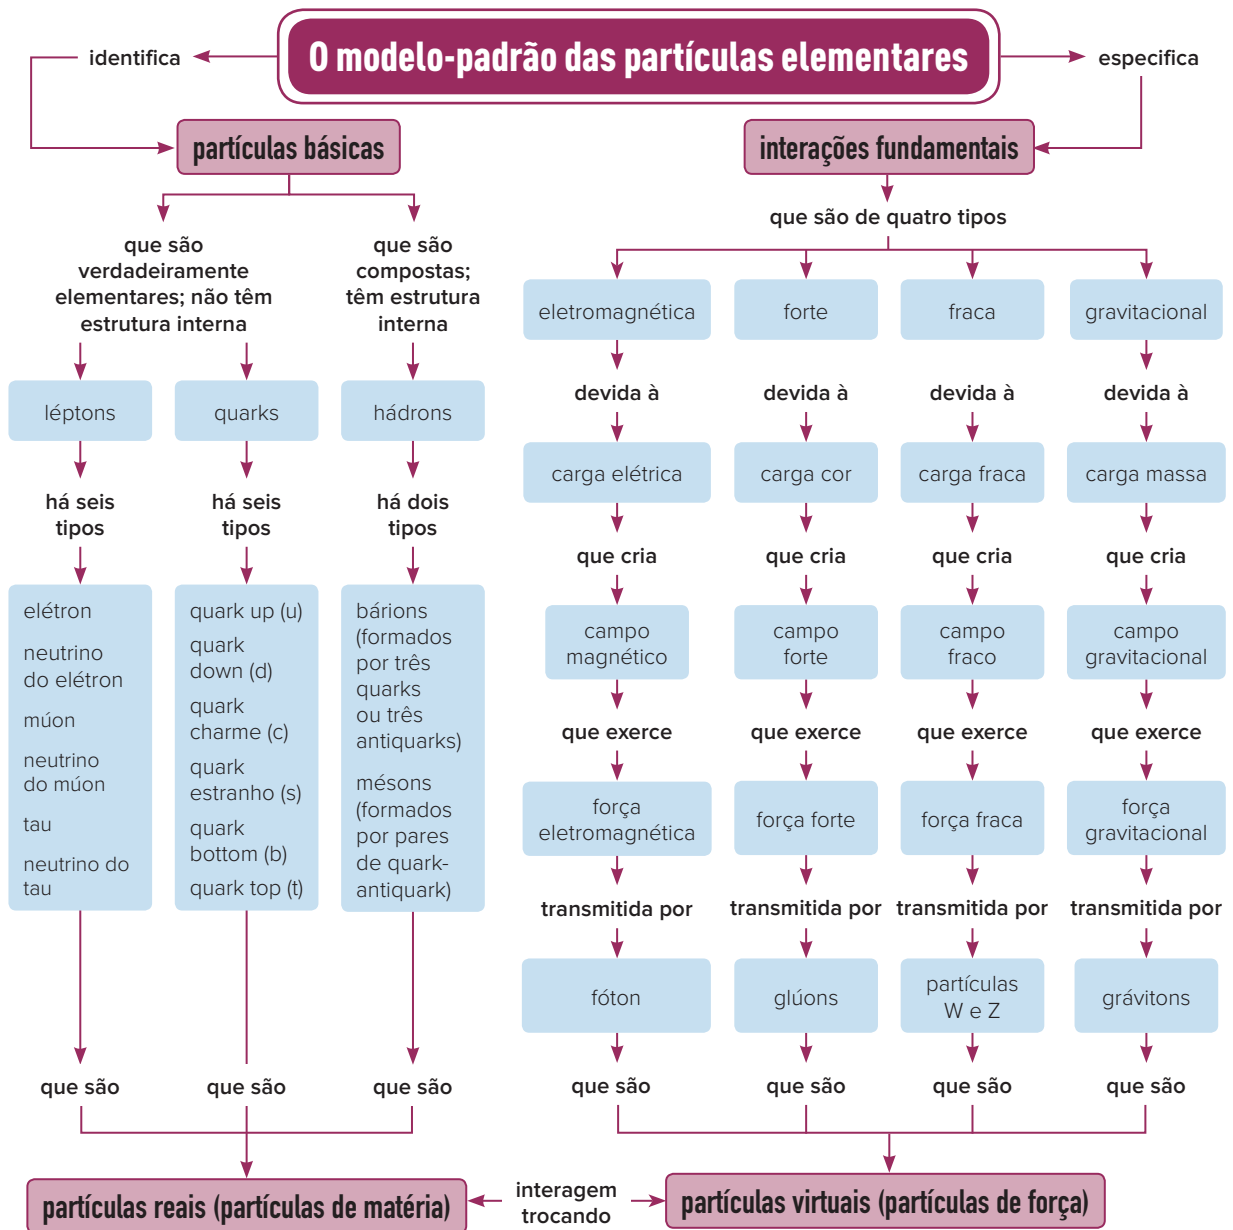 O modelo-padrão das partículas elementares
identifica
especifica
partículas básicas
interações fundamentais
que são
verdadeiramente
elementares; não têm
estrutura interna
que são
compostas;
têm estrutura
interna
léptons
quarks
hádrons
há seis
tipos
há seis
tipos
há dois
tipos
elétron
neutrino
do elétron
múon
neutrino
do múon
tau
neutrino do
tau
quark up (u)
quark
down (d)
quark
charme (c)
quark
estranho (s)
quark
bottom (b)
quark top (t)
bárions
(formados
por três
quarks
ou três
antiquarks)
mésons
(formados
por pares
de quark-
antiquark)
que são
que são
que são
partículas reais (partículas de matéria)
que são de quatro tipos
eletromagnética
forte
fraca
gravitacional
devida à
devida à
devida à
devida à
carga elétrica
carga cor
carga fraca
carga massa
que cria
que cria
que cria
que cria
campo
magnético
campo
forte
campo
fraco
campo
gravitacional
que exerce
que exerce
que exerce
que exerce
força
eletromagnética
força forte
força fraca
força
gravitacional
transmitida por
transmitida por
transmitida por
transmitida por
fóton
glúons
partículas
W e Z
grávitons
que são
que são
que são
que são
interagem
trocando
partículas virtuais (partículas de força)